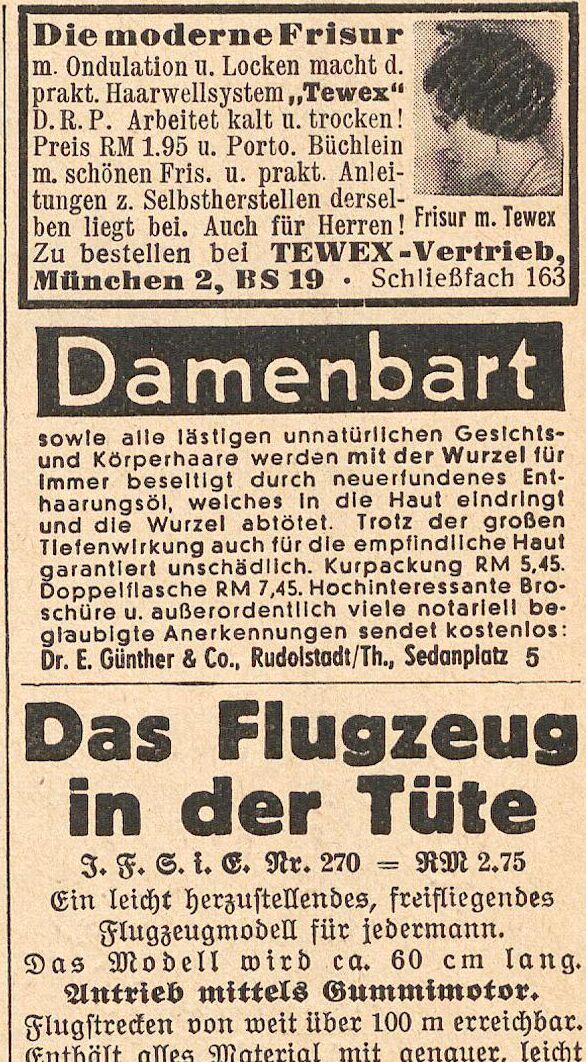 Die moderne Frisur
m. Ondulation u. Locken macht d.
prakt. Haarwellsystem „Tewex“
D. R. P. Arbeitet kalt u. trocken!
Preis RM 1.95 u. Porto. Büchlein
m. schönen Fris. u. prakt. Anlei-
tungen z. Selbstherstellen dersel-
ben liegt bei. Auch für Herren!
Frisur m. Tewex
Zu bestellen bei TEWEX-Vertrieb,
München 2, BS 19 · Schließfach 163
Damenbart
sowie alle lästigen unnatürlichen Gesichts-
und Körperhaare werden mit der Wurzel für
immer beseitigt durch neuerfundenes Ent-
haarungsöl, welches in die Haut eindringt
und die Wurzel abtötet. Trotz der großen
Tiefenwirkung auch für die empfindliche Haut
garantiert unschädlich. Kurpackung RM 5,45.
Doppelflasche RM 7,45. Hochinteressante Bro-
schüre u. außerordentlich viele notariell be-
glaubigte Anerkennungen sendet kostenlos:
Dr. E. Günther & Co., Rudolstadt/Th., Sedanplatz 5
Das Flugzeug
in der Tüte
J. F. S. i. E. Nr. 270 = RM 2.75
Ein leicht herzustellendes, freifliegendes
Flugzeugmodell für jedermann.
Das Modell wird ca. 60 cm lang.
Antrieb mittels Gummimotor.
Flugstrecken von weit über 100 m erreichbar.
Enthält alles Material mit genauer, leicht